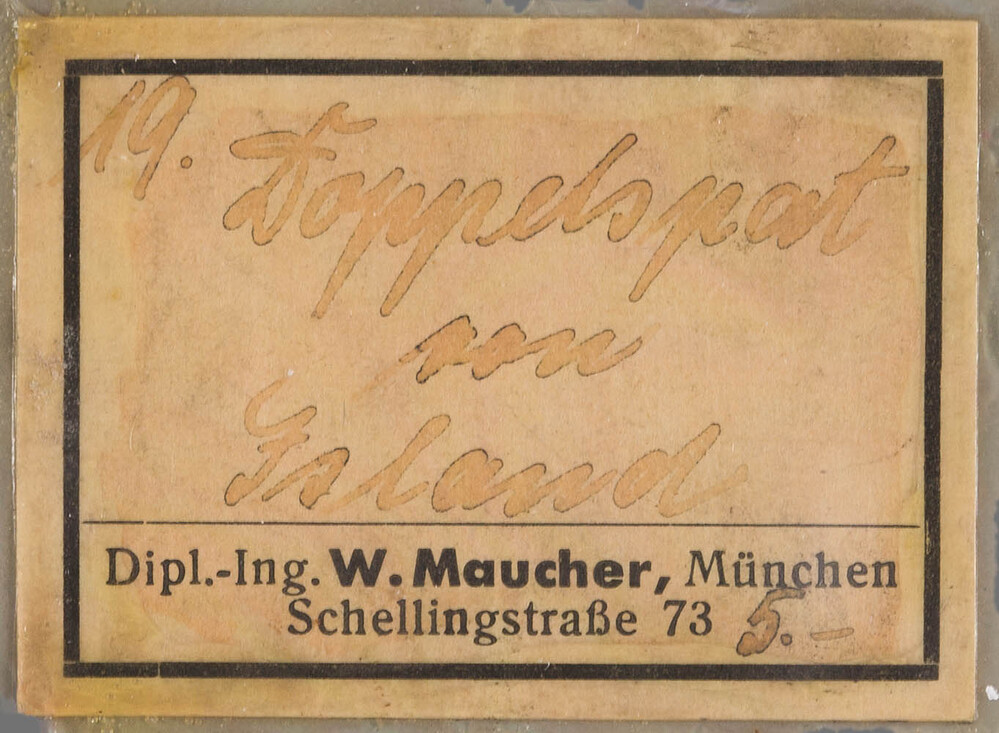 19.
Doppelspat
von
Island
Dipl.-Ing. W. Maucher, München
Schellingstraße 73
5.–